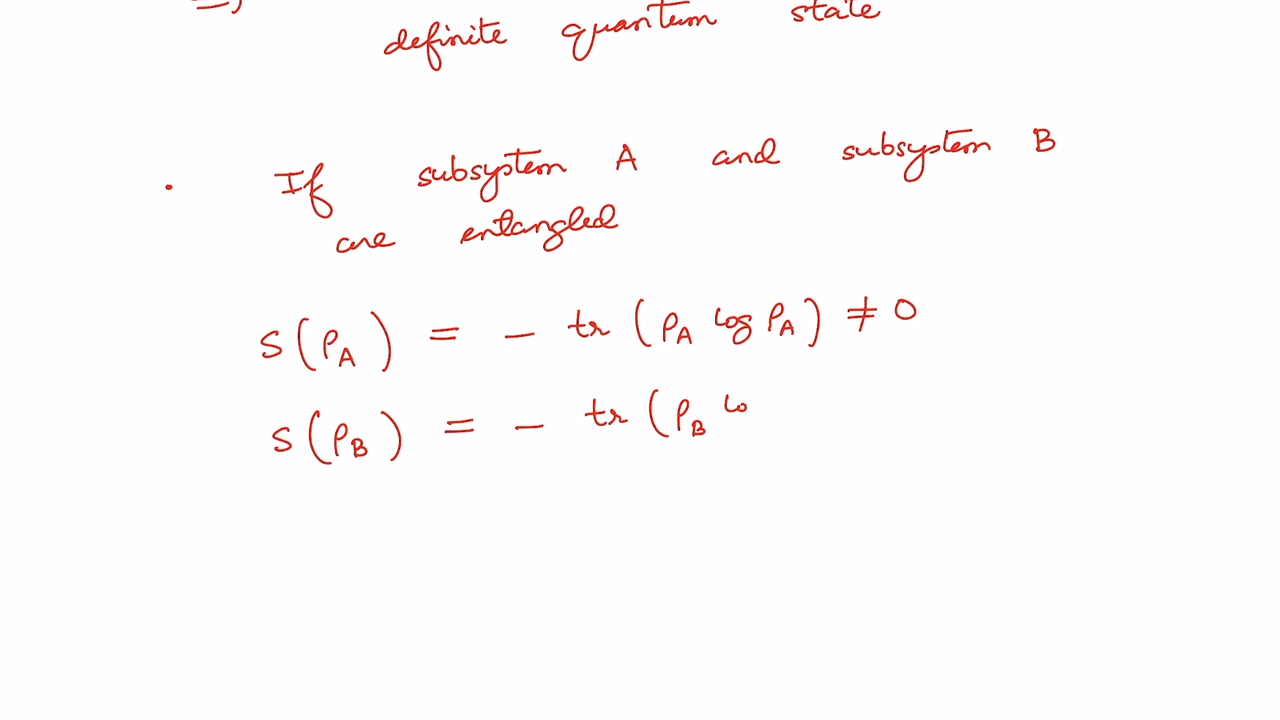 definite quantum state
· If subsystem A and subsystem B
are entangled
S(ρ_A) = - tr (ρ_A log ρ_A) ≠ 0
S(ρ_B) = - tr (ρ_B lo